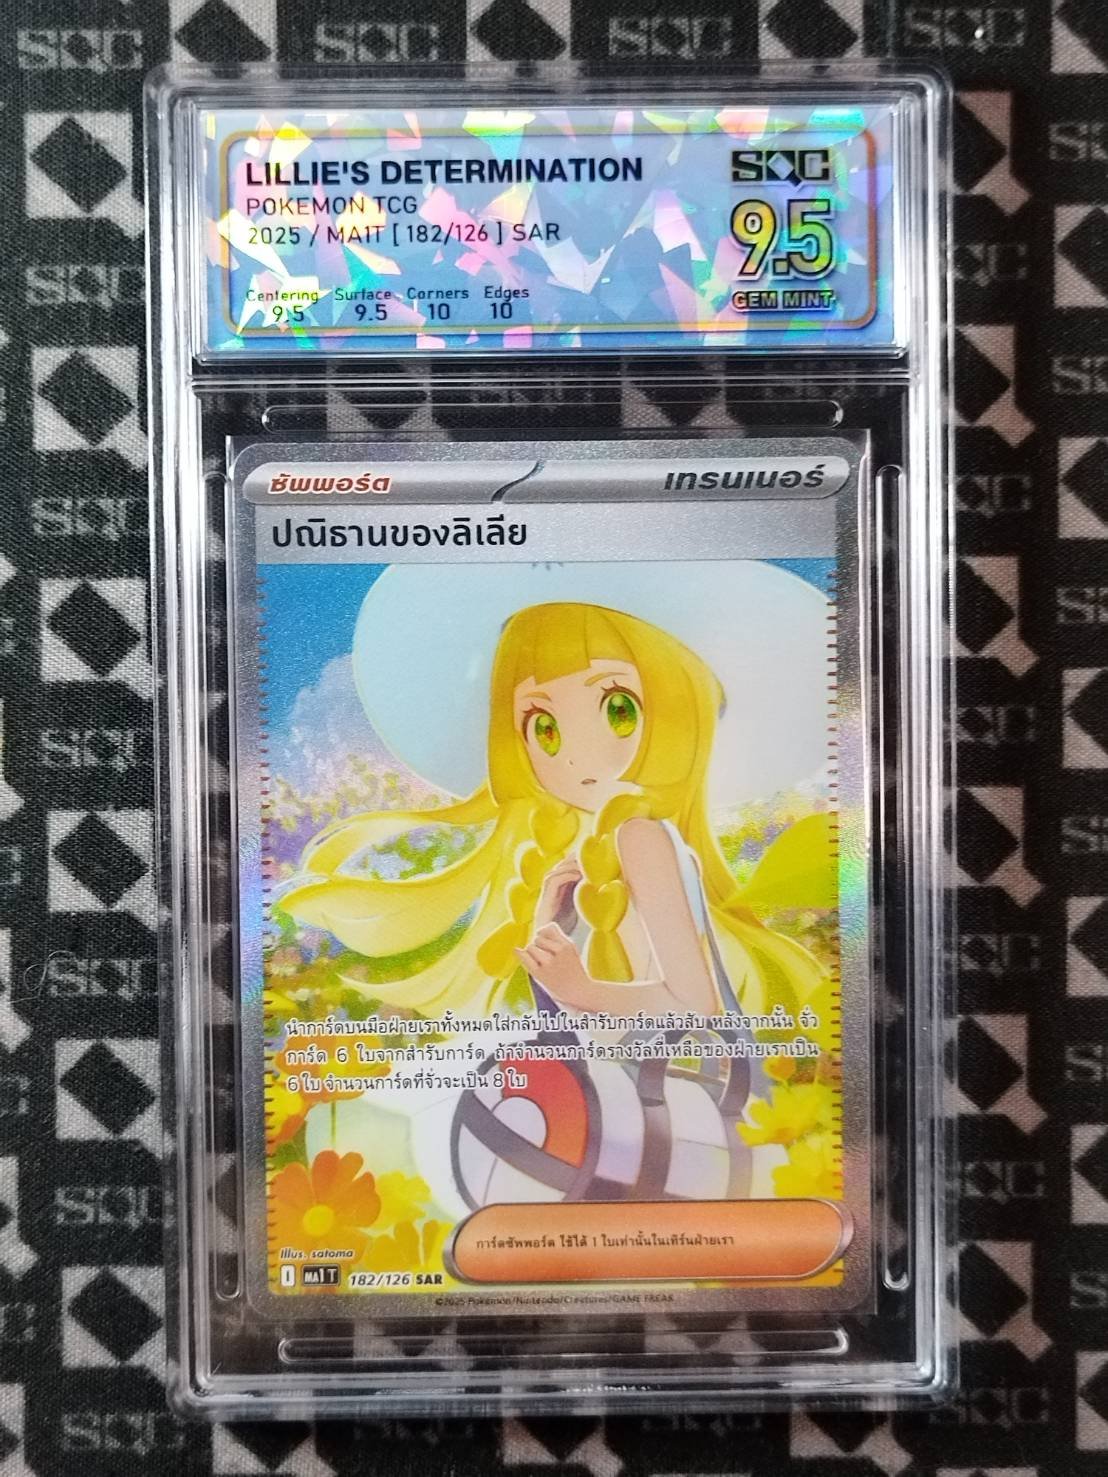 LILLIE'S DETERMINATION
POKEMON TCG
2025 / MA1T [ 182/126 ] SAR
Centering Surface Corners Edges
9.5 9.5 10 10
SQC
9.5
GEM MINT
ซัพพอร์ต เทรนเนอร์
ปณิธานของลิเลีย
นำการ์ดบนมือฝ่ายเราทั้งหมดใส่กลับไปในสำรับการ์ดแล้วสับ หลังจากนั้น จั่ว
การ์ด 6 ใบจากสำรับการ์ด ถ้าจำนวนการ์ดรางวัลที่เหลือของฝ่ายเราเป็น
6 ใบ จำนวนการ์ดที่จั่วจะเป็น 8 ใบ
การ์ดซัพพอร์ต ใช้ได้ 1 ใบเท่านั้นในเทิร์นฝ่ายเรา
Illus. satoma
I MA1 T 182/126 SAR
©2025 Pokémon/Nintendo/Creatures/GAME FREAK